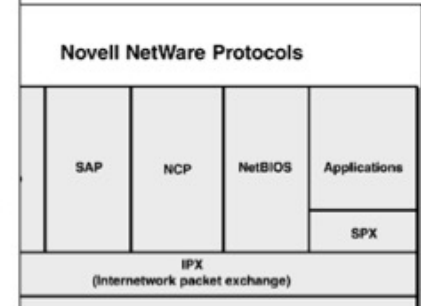 Novell NetWare Protocols
SAP
NCP
NetBIOS
Applications
SPX
IPX
(Internetwork packet exchange)